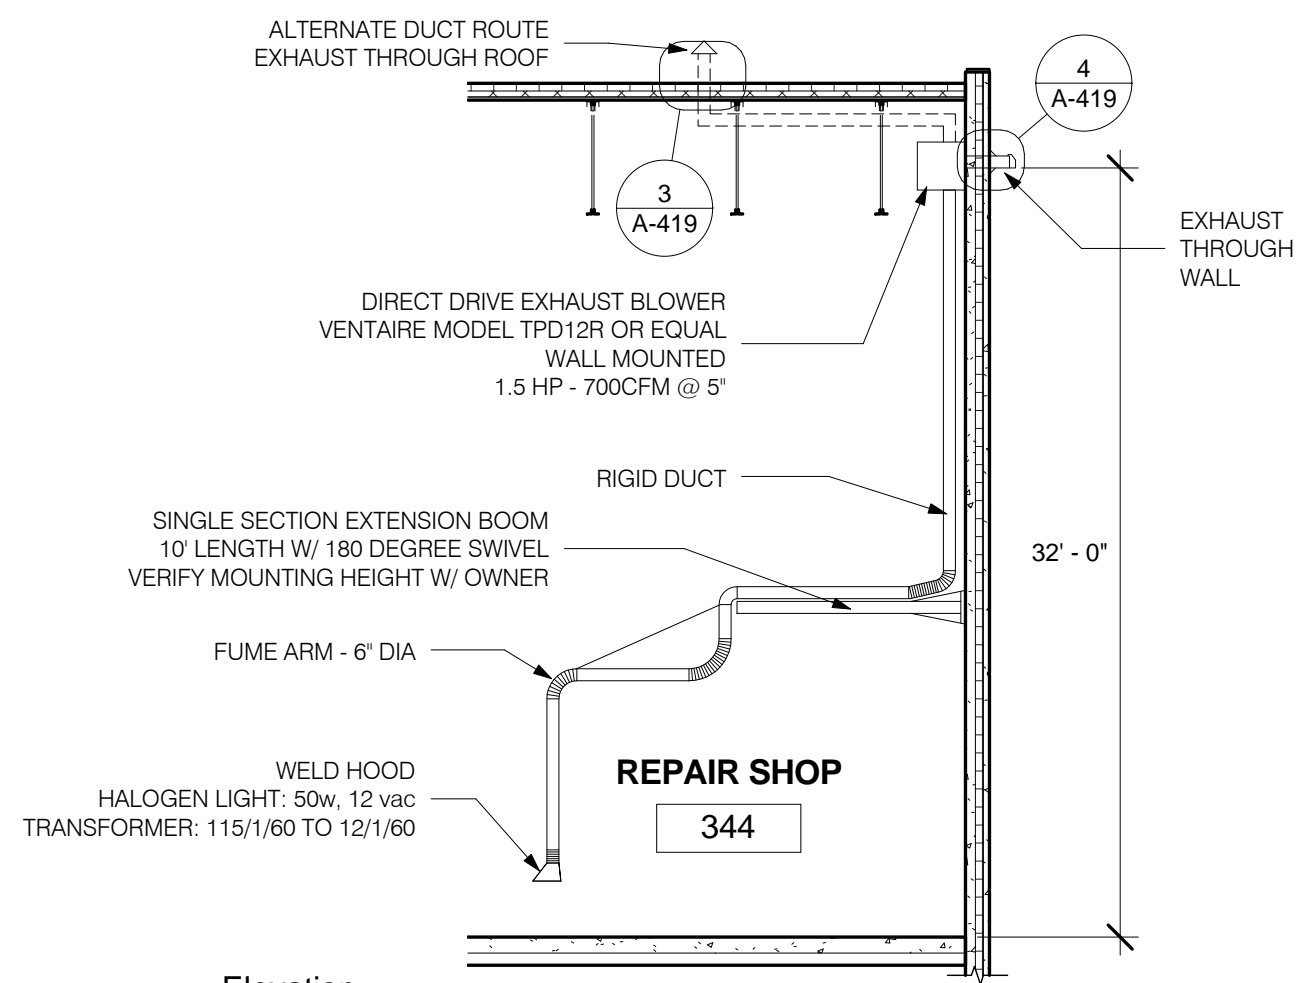 ALTERNATE DUCT ROUTE
EXHAUST THROUGH ROOF
4
A-419
3
A-419
EXHAUST
THROUGH
WALL
DIRECT DRIVE EXHAUST BLOWER
VENTAIRE MODEL TPD12R OR EQUAL
WALL MOUNTED
1.5 HP - 700CFM @ 5"
RIGID DUCT
SINGLE SECTION EXTENSION BOOM
10' LENGTH W/ 180 DEGREE SWIVEL
VERIFY MOUNTING HEIGHT W/ OWNER
32' - 0"
FUME ARM - 6" DIA
WELD HOOD
HALOGEN LIGHT: 50w, 12 vac
TRANSFORMER: 115/1/60 TO 12/1/60
REPAIR SHOP
344
Elevation